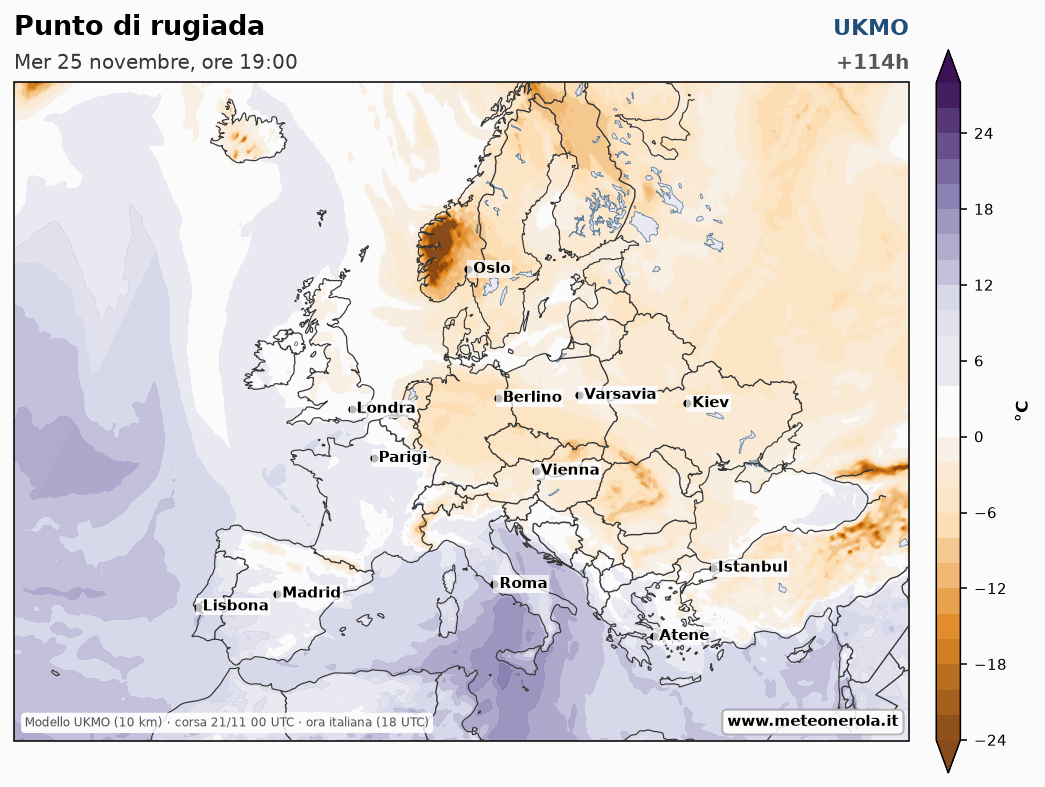 Punto di rugiada
UKMO
Mer 25 novembre, ore 19:00
+114h
Oslo
Berlino
Varsavia
Kiev
Londra
Parigi
Vienna
Istanbul
Roma
Madrid
Lisbona
Atene
Modello UKMO (10 km) · corsa 21/11 00 UTC · ora italiana (18 UTC)
www.meteonerola.it
24
18
12
6
0
−6
−12
−18
−24
°C